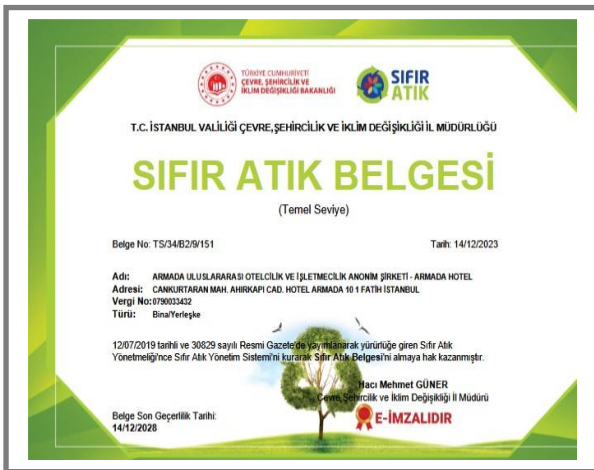 TÜRKİYE CUMHURİYETİ
ÇEVRE, ŞEHİRCİLİK VE
İKLİM DEĞİŞİKLİĞİ BAKANLIĞI
SIFIR
ATIK
T.C. İSTANBUL VALİLİĞİ ÇEVRE,ŞEHİRCİLİK VE İKLİM DEĞİŞİKLİĞİ İL MÜDÜRLÜĞÜ
SIFIR ATIK BELGESİ
(Temel Seviye)
Belge No: TS/34/B2/9/151
Tarih: 14/12/2023
Adı: ARMADA ULUSLARARASI OTELCİLİK VE İŞLETMECİLİK ANONİM ŞİRKETİ - ARMADA HOTEL
Adresi: CANKURTARAN MAH. AHIRKAPI CAD. HOTEL ARMADA 10 1 FATİH İSTANBUL
Vergi No:0790033432
Türü: Bina/Yerleşke
12/07/2019 tarihli ve 30829 sayılı Resmi Gazete'de yayımlanarak yürürlüğe giren Sıfır Atık
Yönetmeliği'nce Sıfır Atık Yönetim Sistemi'ni kurarak Sıfır Atık Belgesi'ni almaya hak kazanmıştır.
Hacı Mehmet GÜNER
Çevre,Şehircilik ve İklim Değişikliği İl Müdürü
E-İMZALIDIR
Belge Son Geçerlilik Tarihi:
14/12/2028